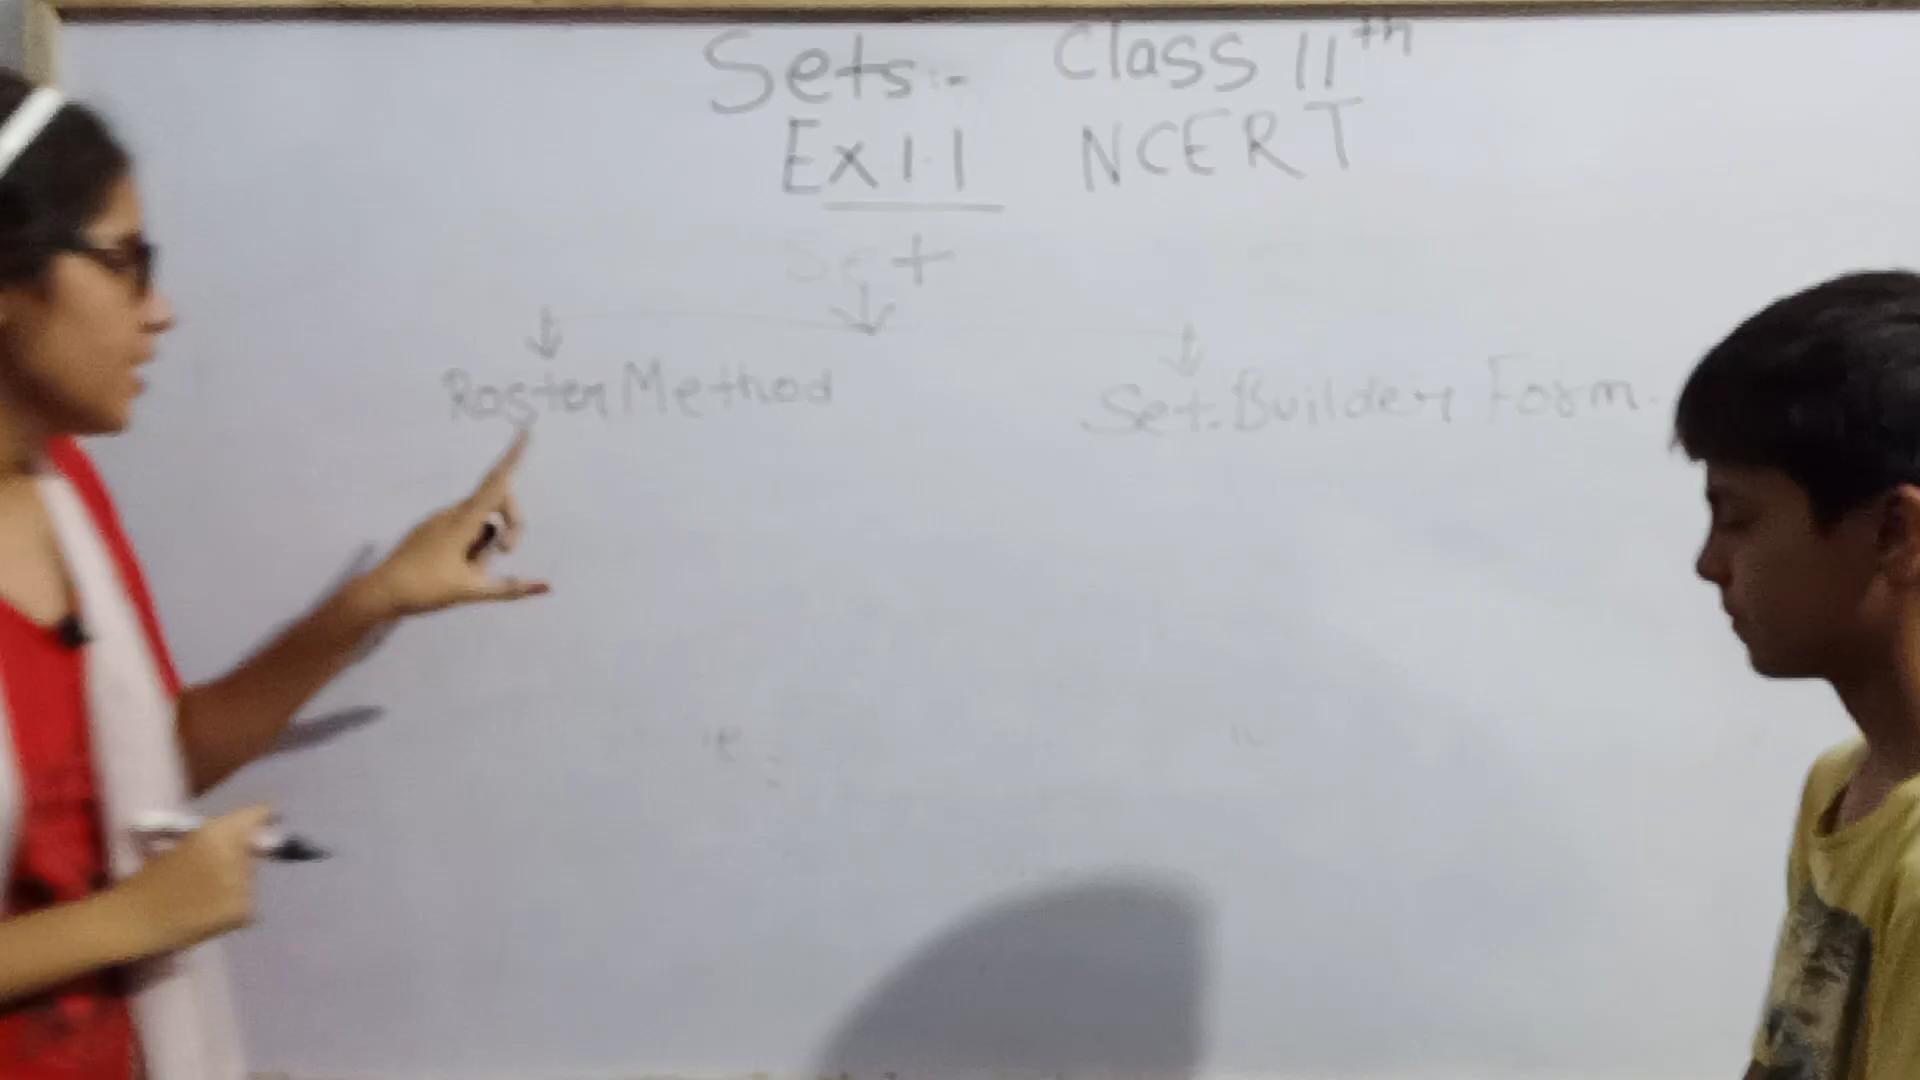 Sets:- Class 11th
Ex 1.1 NCERT
Set
Roster Method Set-Builder Form.